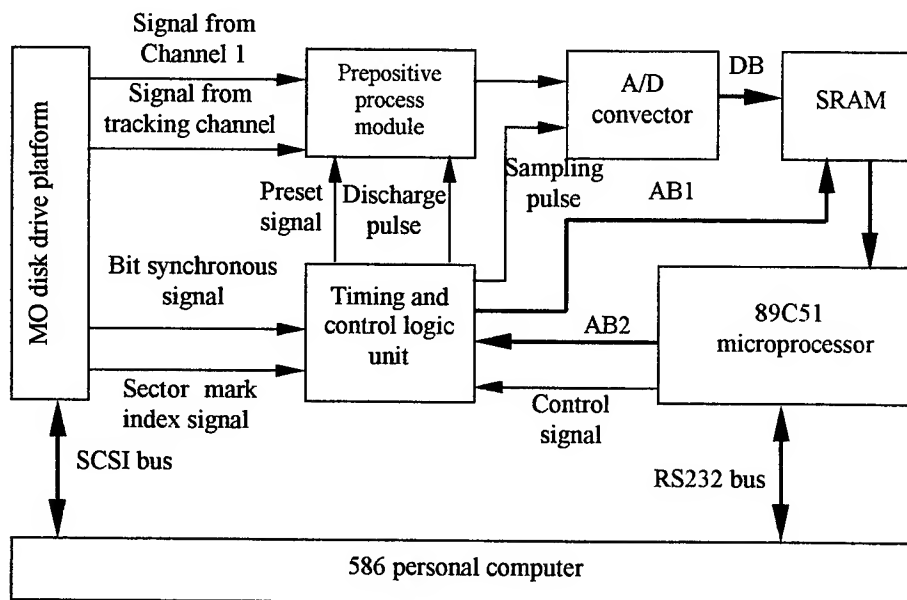 Signal from
Channel 1
Signal from
tracking channel
MO disk drive platform
Prepositive
process
module
A/D
convector
DB
SRAM
Preset
signal
Discharge
pulse
Sampling
pulse
AB1
Bit synchronous
signal
Timing and
control logic
unit
AB2
89C51
microprocessor
Sector mark
index signal
Control
signal
SCSI bus
RS232 bus
586 personal computer